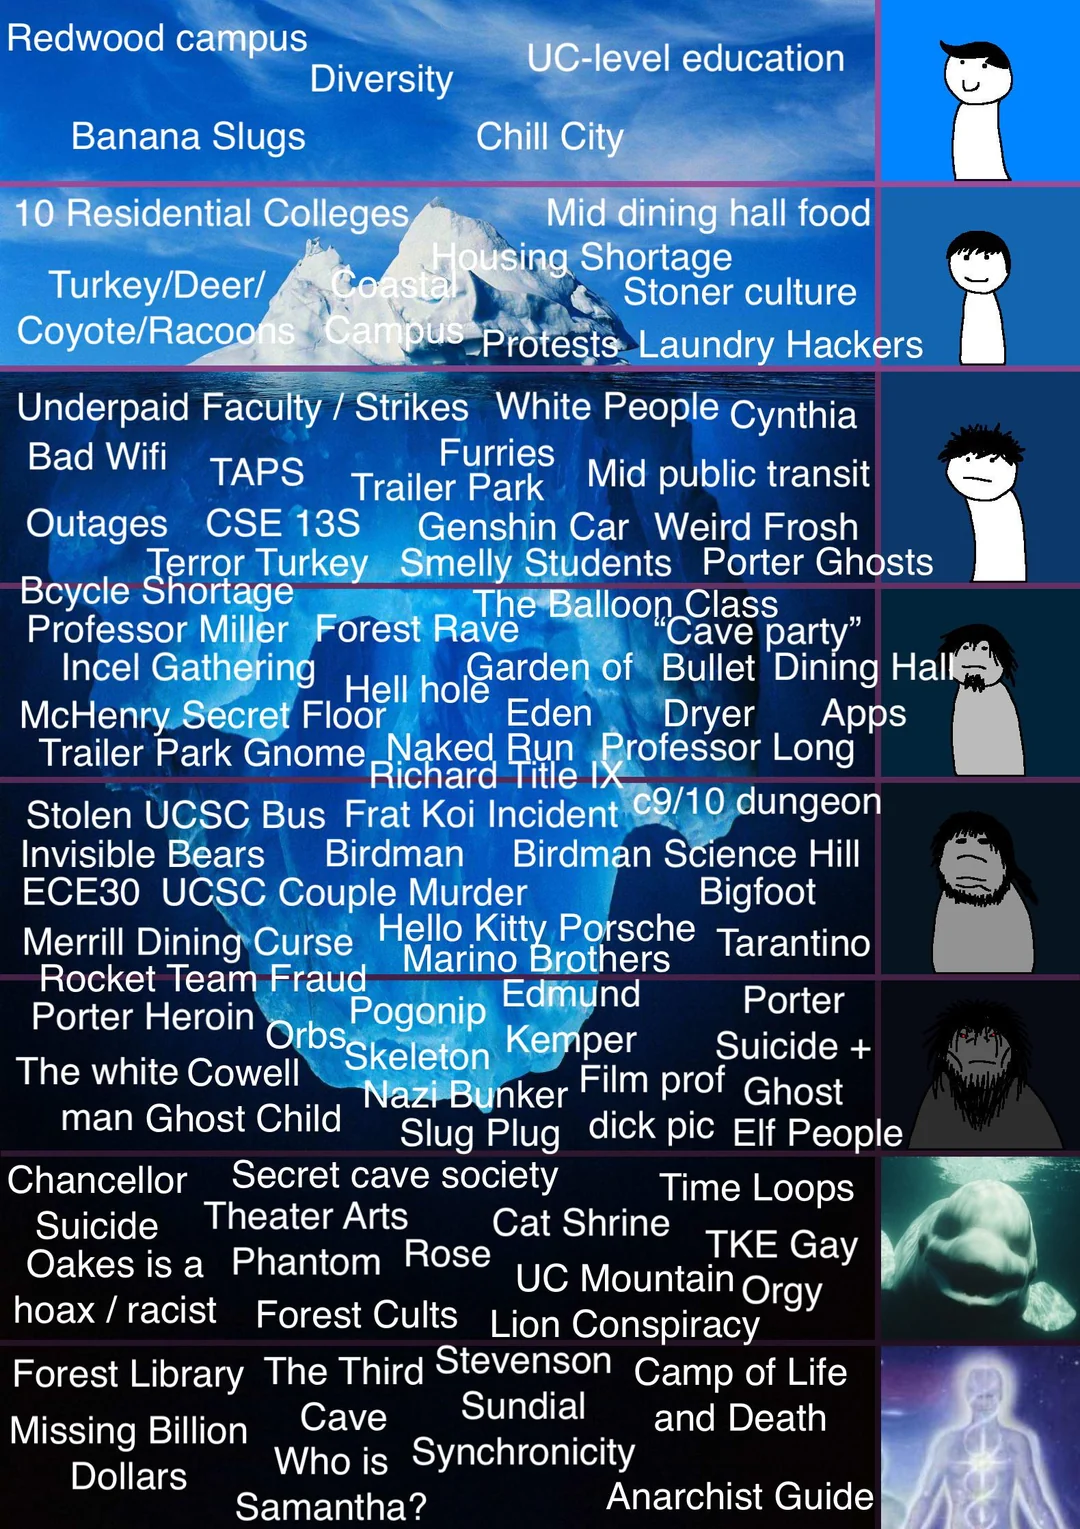 Redwood campus
UC-level education
Diversity
Banana Slugs
Chill City
10 Residential Colleges
Mid dining hall food
Housing Shortage
Turkey/Deer/
Coyote/Racoons
Coastal
Campus
Stoner culture
Protests
Laundry Hackers
Underpaid Faculty / Strikes
White People
Cynthia
Bad Wifi
TAPS
Furries
Trailer Park
Mid public transit
Outages
CSE 13S
Genshin Car
Weird Frosh
Terror Turkey
Smelly Students
Porter Ghosts
Bcycle Shortage
The Balloon Class
Professor Miller
Forest Rave
“Cave party”
Incel Gathering
Hell hole
Garden of
Eden
Bullet
Dryer
Dining Hall
Apps
McHenry Secret Floor
Trailer Park Gnome
Naked Run
Professor Long
Richard Title IX
Stolen UCSC Bus
Frat Koi Incident
c9/10 dungeon
Invisible Bears
Birdman
Birdman Science Hill
ECE30
UCSC Couple Murder
Bigfoot
Merrill Dining Curse
Hello Kitty Porsche
Marino Brothers
Tarantino
Rocket Team Fraud
Porter Heroin
Orbs
Pogonip
Skeleton
Edmund
Kemper
Porter
Suicide +
Ghost
The white
man
Cowell
Ghost Child
Nazi Bunker
Film prof
dick pic
Slug Plug
Elf People
Chancellor
Suicide
Secret cave society
Time Loops
Theater Arts
Phantom
Rose
Cat Shrine
TKE Gay
Orgy
Oakes is a
hoax / racist
Forest Cults
UC Mountain
Lion Conspiracy
Forest Library
The Third
Cave
Stevenson
Sundial
Synchronicity
Camp of Life
and Death
Missing Billion
Dollars
Who is
Samantha?
Anarchist Guide